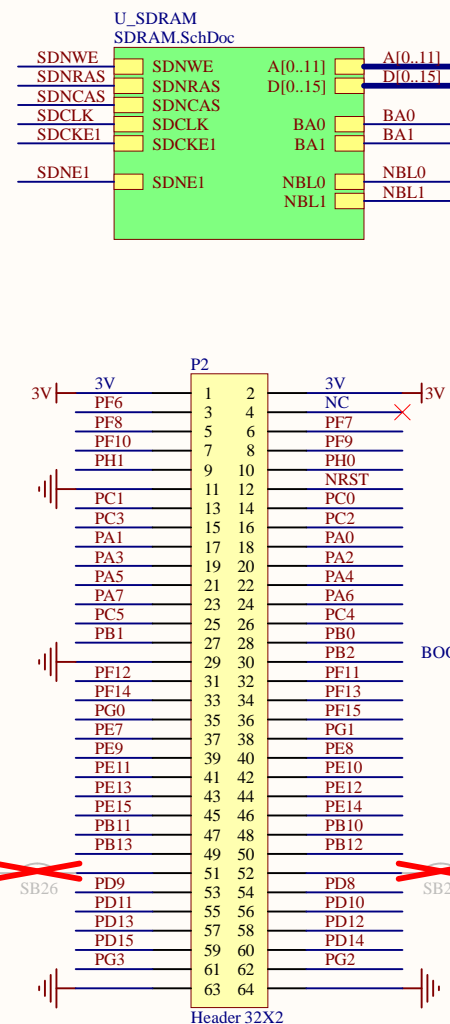 U_SDRAM
SDRAM.SchDoc
SDNWE SDNWE A[0..11] A[0..11]
SDNRAS SDNRAS D[0..15] D[0..15]
SDNCAS SDNCAS
SDCLK SDCLK BA0 BA0
SDCKE1 SDCKE1 BA1 BA1
SDNE1 SDNE1 NBL0 NBL0
NBL1 NBL1
P2
3V 3V 1 2 3V 3V
PF6 3 4 NC
PF8 5 6 PF7
PF10 7 8 PF9
PH1 9 10 PH0
11 12 NRST
PC1 13 14 PC0
PC3 15 16 PC2
PA1 17 18 PA0
PA3 19 20 PA2
PA5 21 22 PA4
PA7 23 24 PA6
PC5 25 26 PC4
PB1 27 28 PB0
29 30 PB2 BOO
PF12 31 32 PF11
PF14 33 34 PF13
PG0 35 36 PF15
PE7 37 38 PG1
PE9 39 40 PE8
PE11 41 42 PE10
PE13 43 44 PE12
PE15 45 46 PE14
PB11 47 48 PB10
PB13 49 50 PB12
SB26 51 52 SB2
PD9 53 54 PD8
PD11 55 56 PD10
PD13 57 58 PD12
PD15 59 60 PD14
PG3 61 62 PG2
63 64
Header 32X2